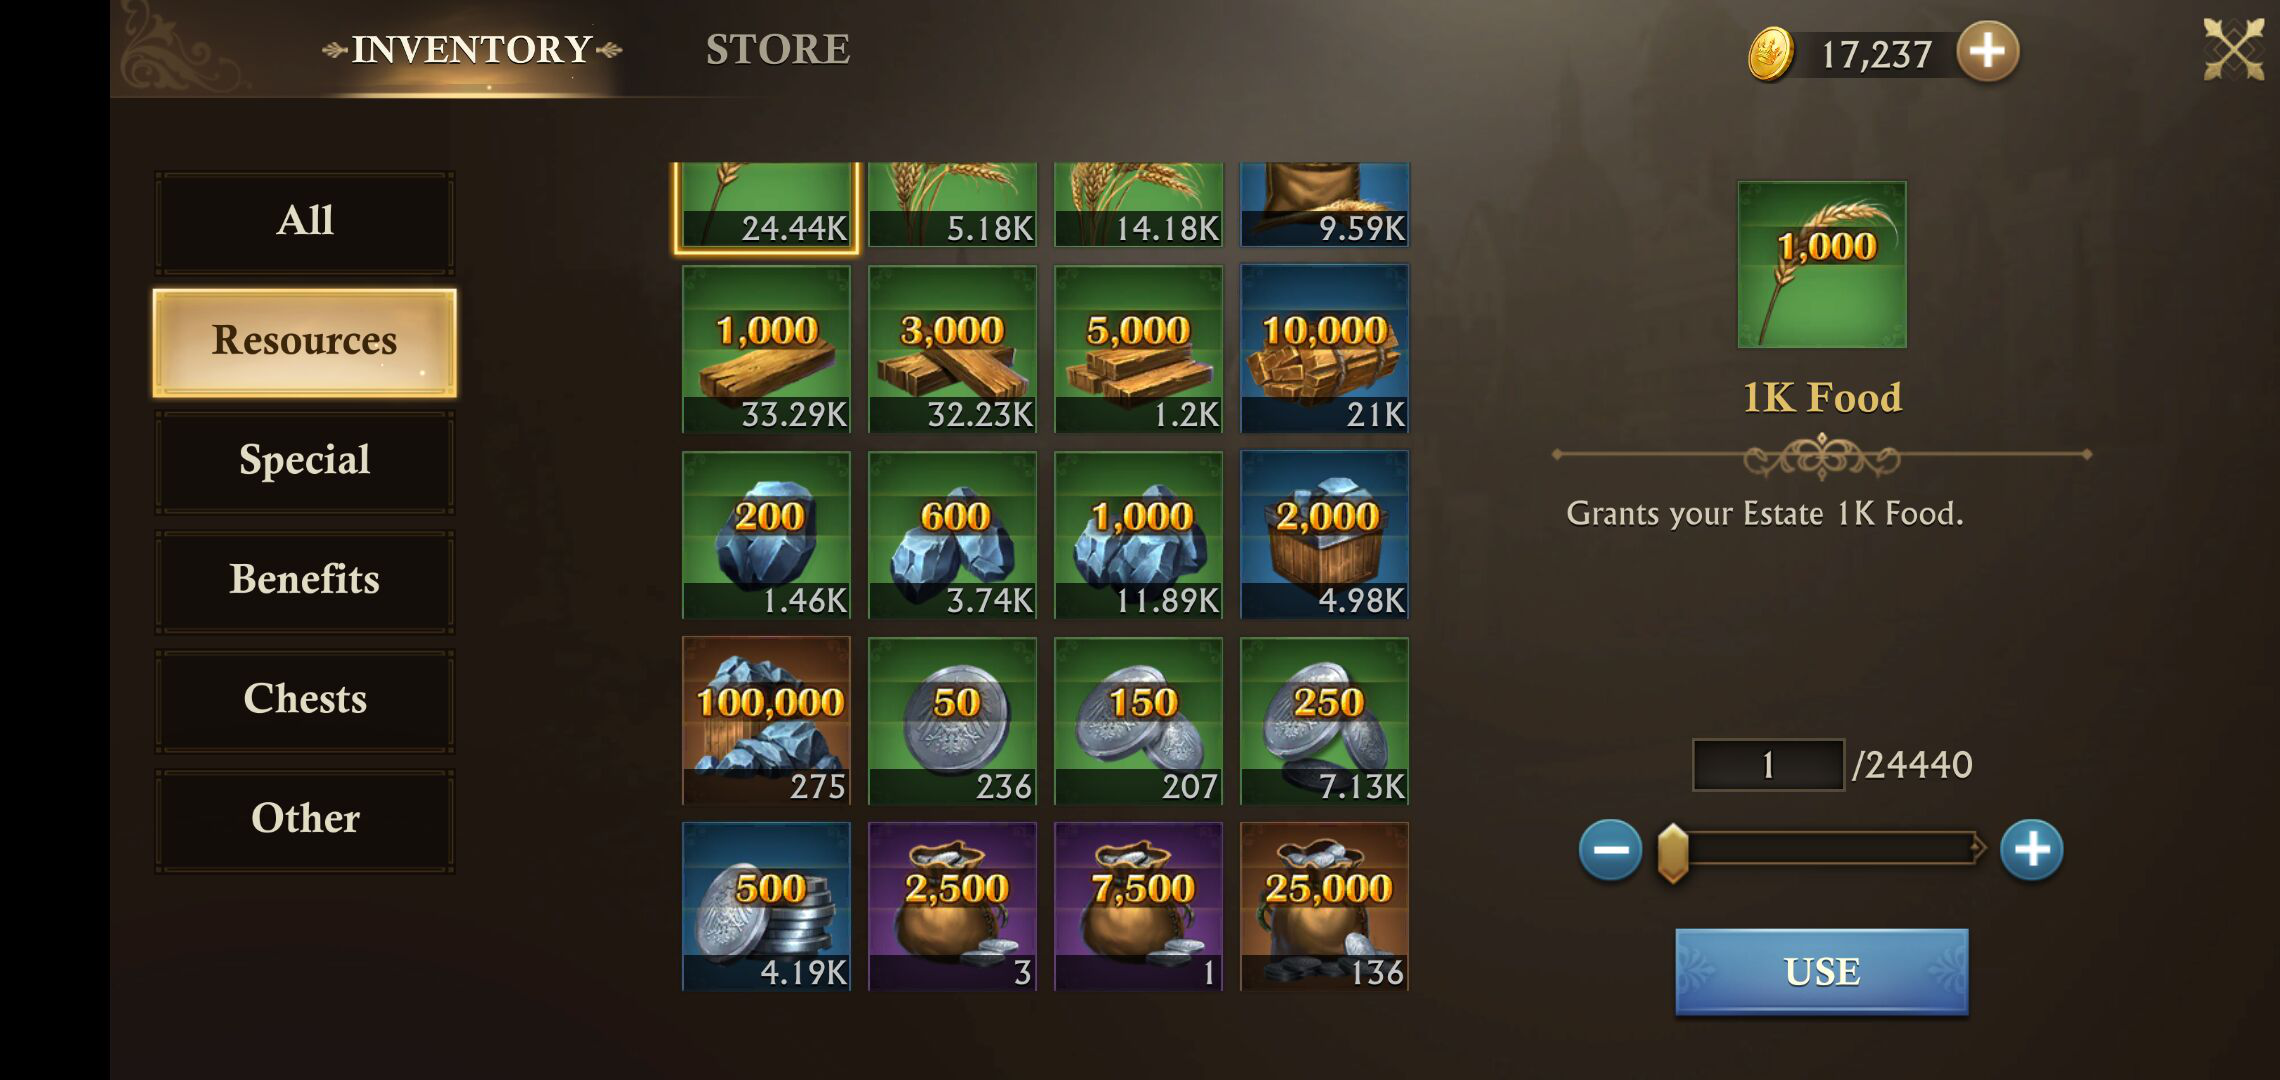 INVENTORY
STORE
17,237
All
Resources
Special
Benefits
Chests
Other
24.44K
5.18K
14.18K
9.59K
1,000
3,000
5,000
10,000
33.29K
32.23K
1.2K
21K
200
600
1,000
2,000
1.46K
3.74K
11.89K
4.98K
100,000
50
150
250
275
236
207
7.13K
500
2,500
7,500
25,000
4.19K
3
1
136
1,000
1K Food
Grants your Estate 1K Food.
1 /24440
USE